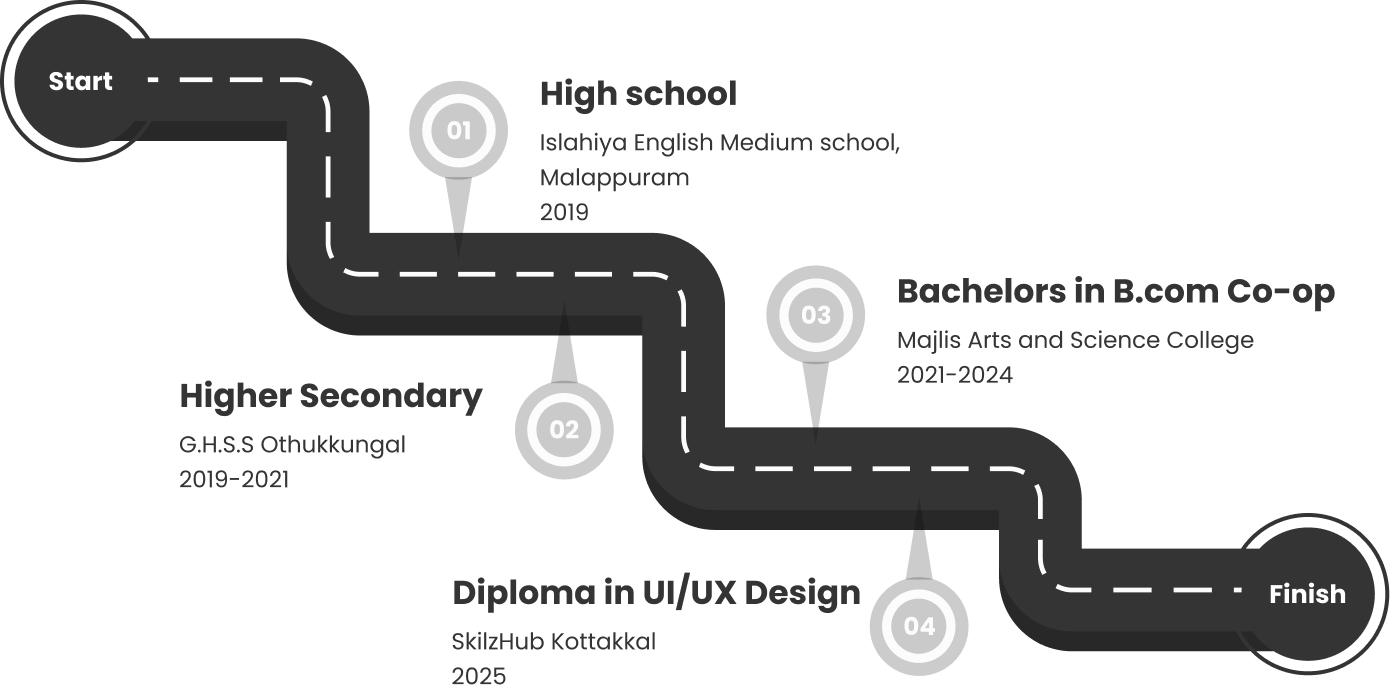 Start
01
High school
Islahiya English Medium school,
Malappuram
2019
02
Higher Secondary
G.H.S.S Othukkungal
2019-2021
03
Bachelors in B.com Co-op
Majlis Arts and Science College
2021-2024
04
Diploma in UI/UX Design
SkilzHub Kottakkal
2025
Finish